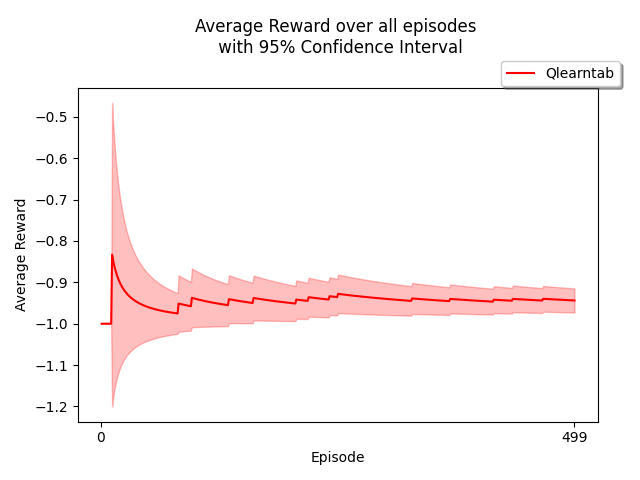 Average Reward over all episodes
with 95% Confidence Interval
Qlearntab
−0.5
−0.6
−0.7
−0.8
−0.9
−1.0
−1.1
−1.2
Average Reward
0
499
Episode